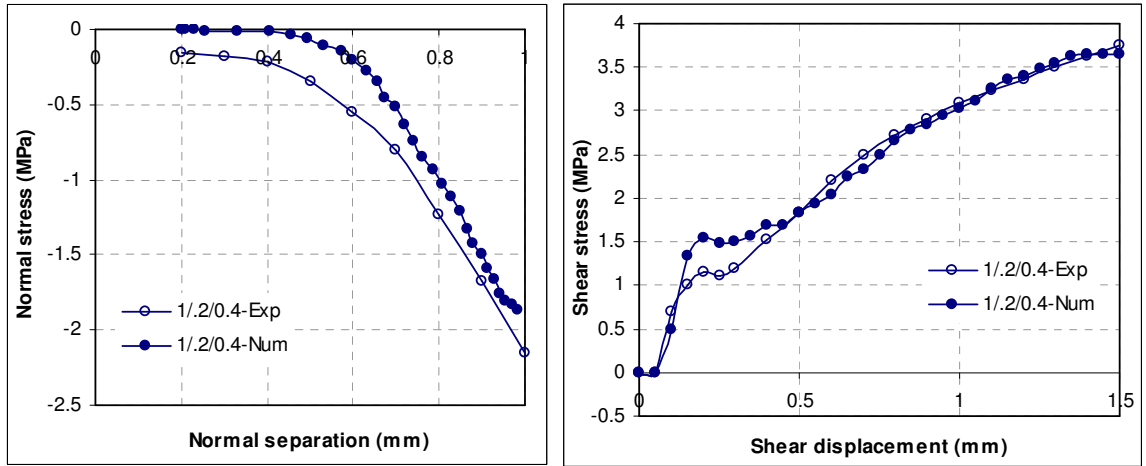 0
-0.5
-1
-1.5
-2
-2.5
0 0.2 0.4 0.6 0.8 1
Normal stress (MPa)
Normal separation (mm)
1/.2/0.4-Exp
1/.2/0.4-Num
4
3.5
3
2.5
2
1.5
1
0.5
0
-0.5
0 0.5 1 1.5
Shear stress (MPa)
Shear displacement (mm)
1/.2/0.4-Exp
1/.2/0.4-Num